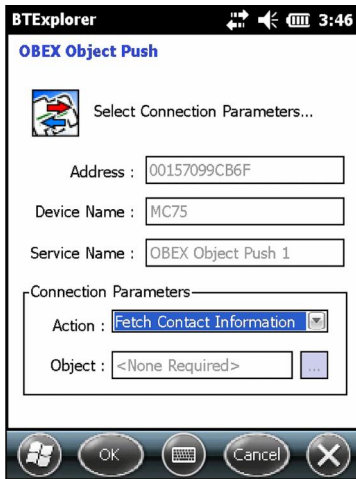 BTExplorer 3:46
OBEX Object Push
Select Connection Parameters...
Address : 00157099CB6F
Device Name : MC75
Service Name : OBEX Object Push 1
Connection Parameters
Action : Fetch Contact Information
Object : <None Required> ...
OK Cancel